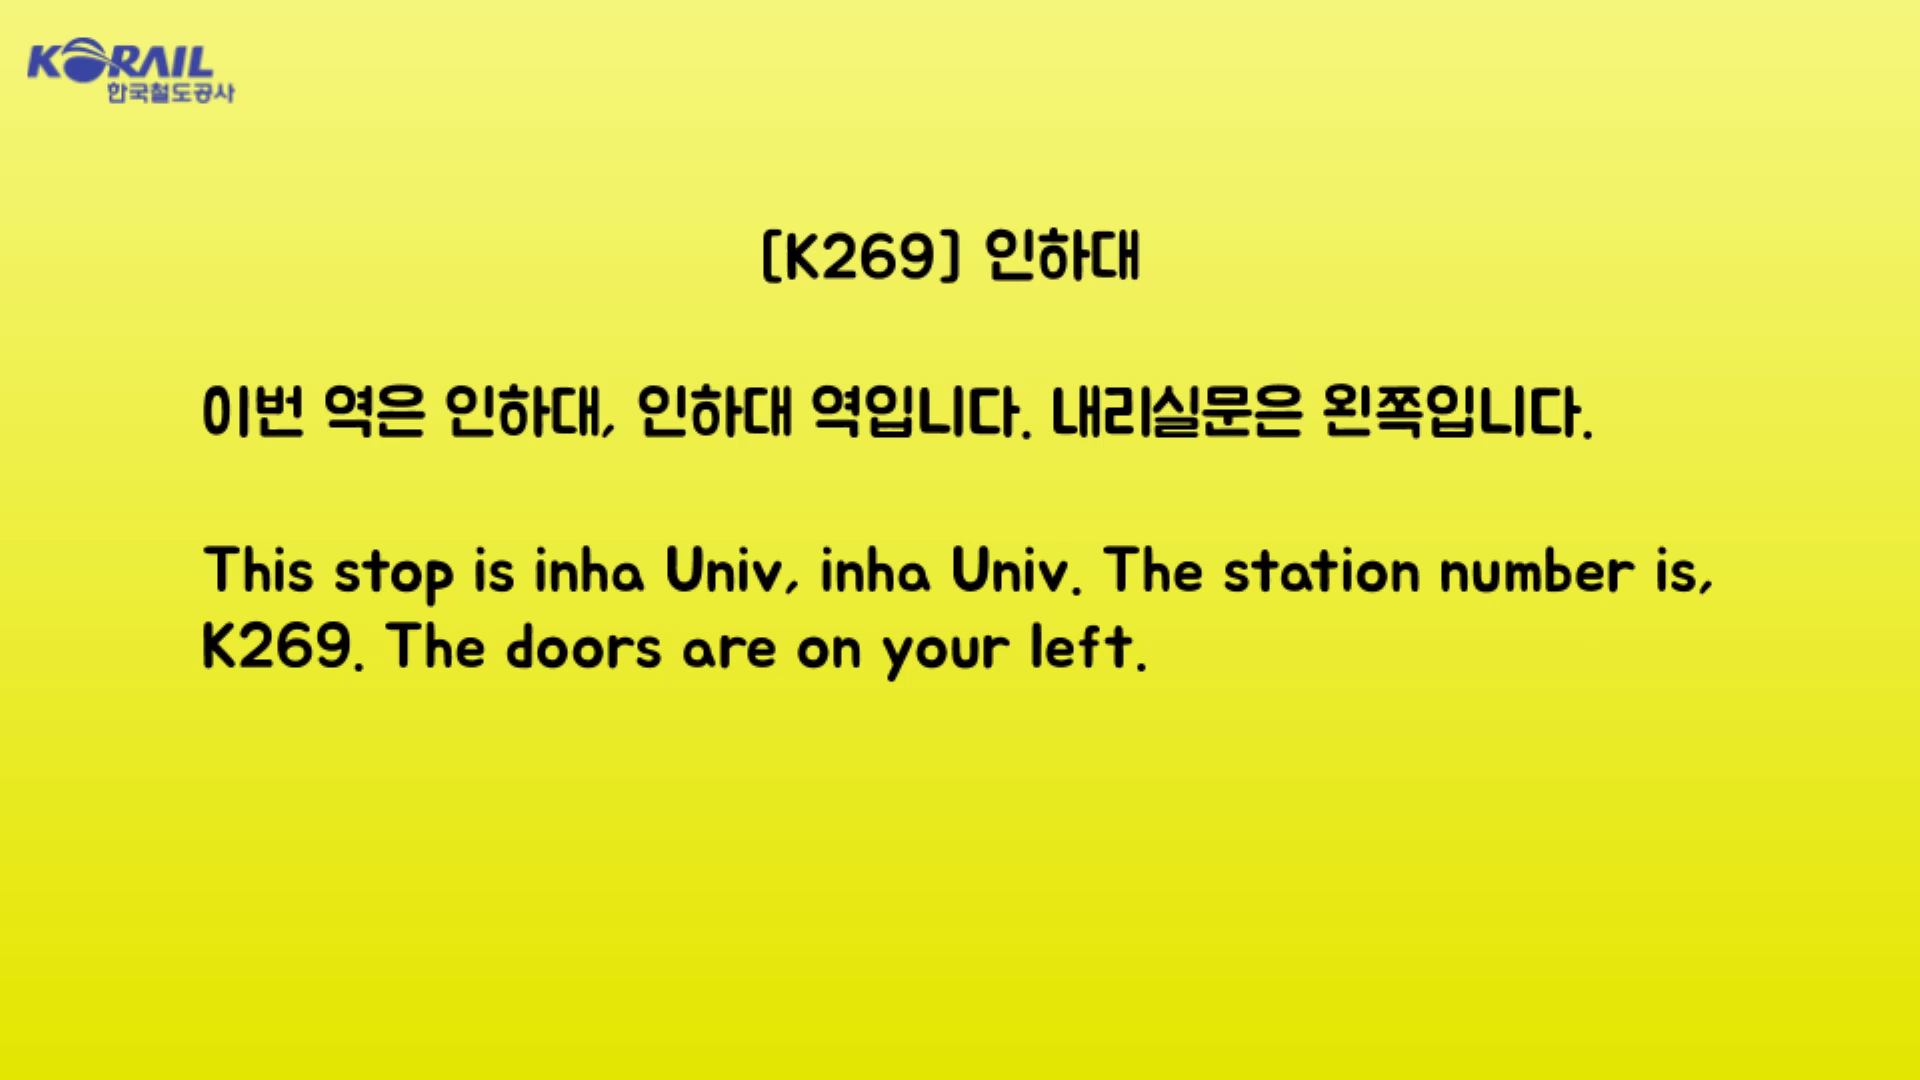 KORAIL
한국철도공사
[K269] 인하대
이번 역은 인하대, 인하대 역입니다. 내리실문은 왼쪽입니다.
This stop is inha Univ, inha Univ. The station number is,
K269. The doors are on your left.